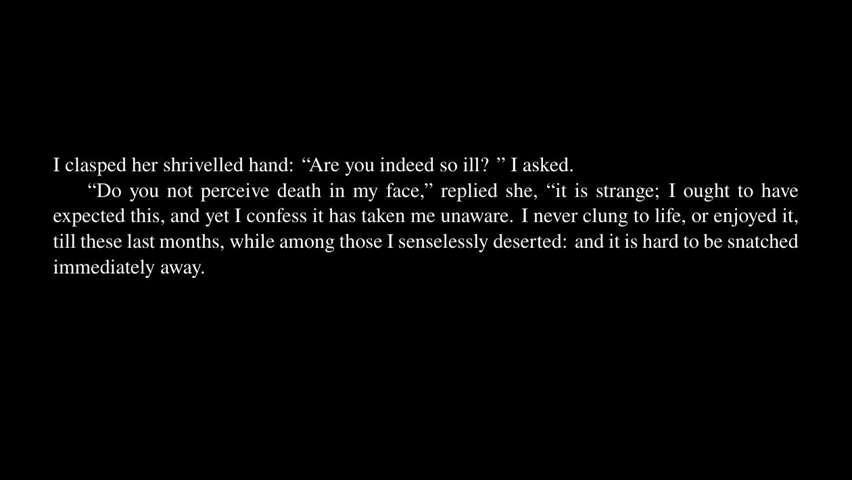 I clasped her shrivelled hand: “Are you indeed so ill? ” I asked.
“Do you not perceive death in my face,” replied she, “it is strange; I ought to have
expected this, and yet I confess it has taken me unaware. I never clung to life, or enjoyed it,
till these last months, while among those I senselessly deserted: and it is hard to be snatched
immediately away.